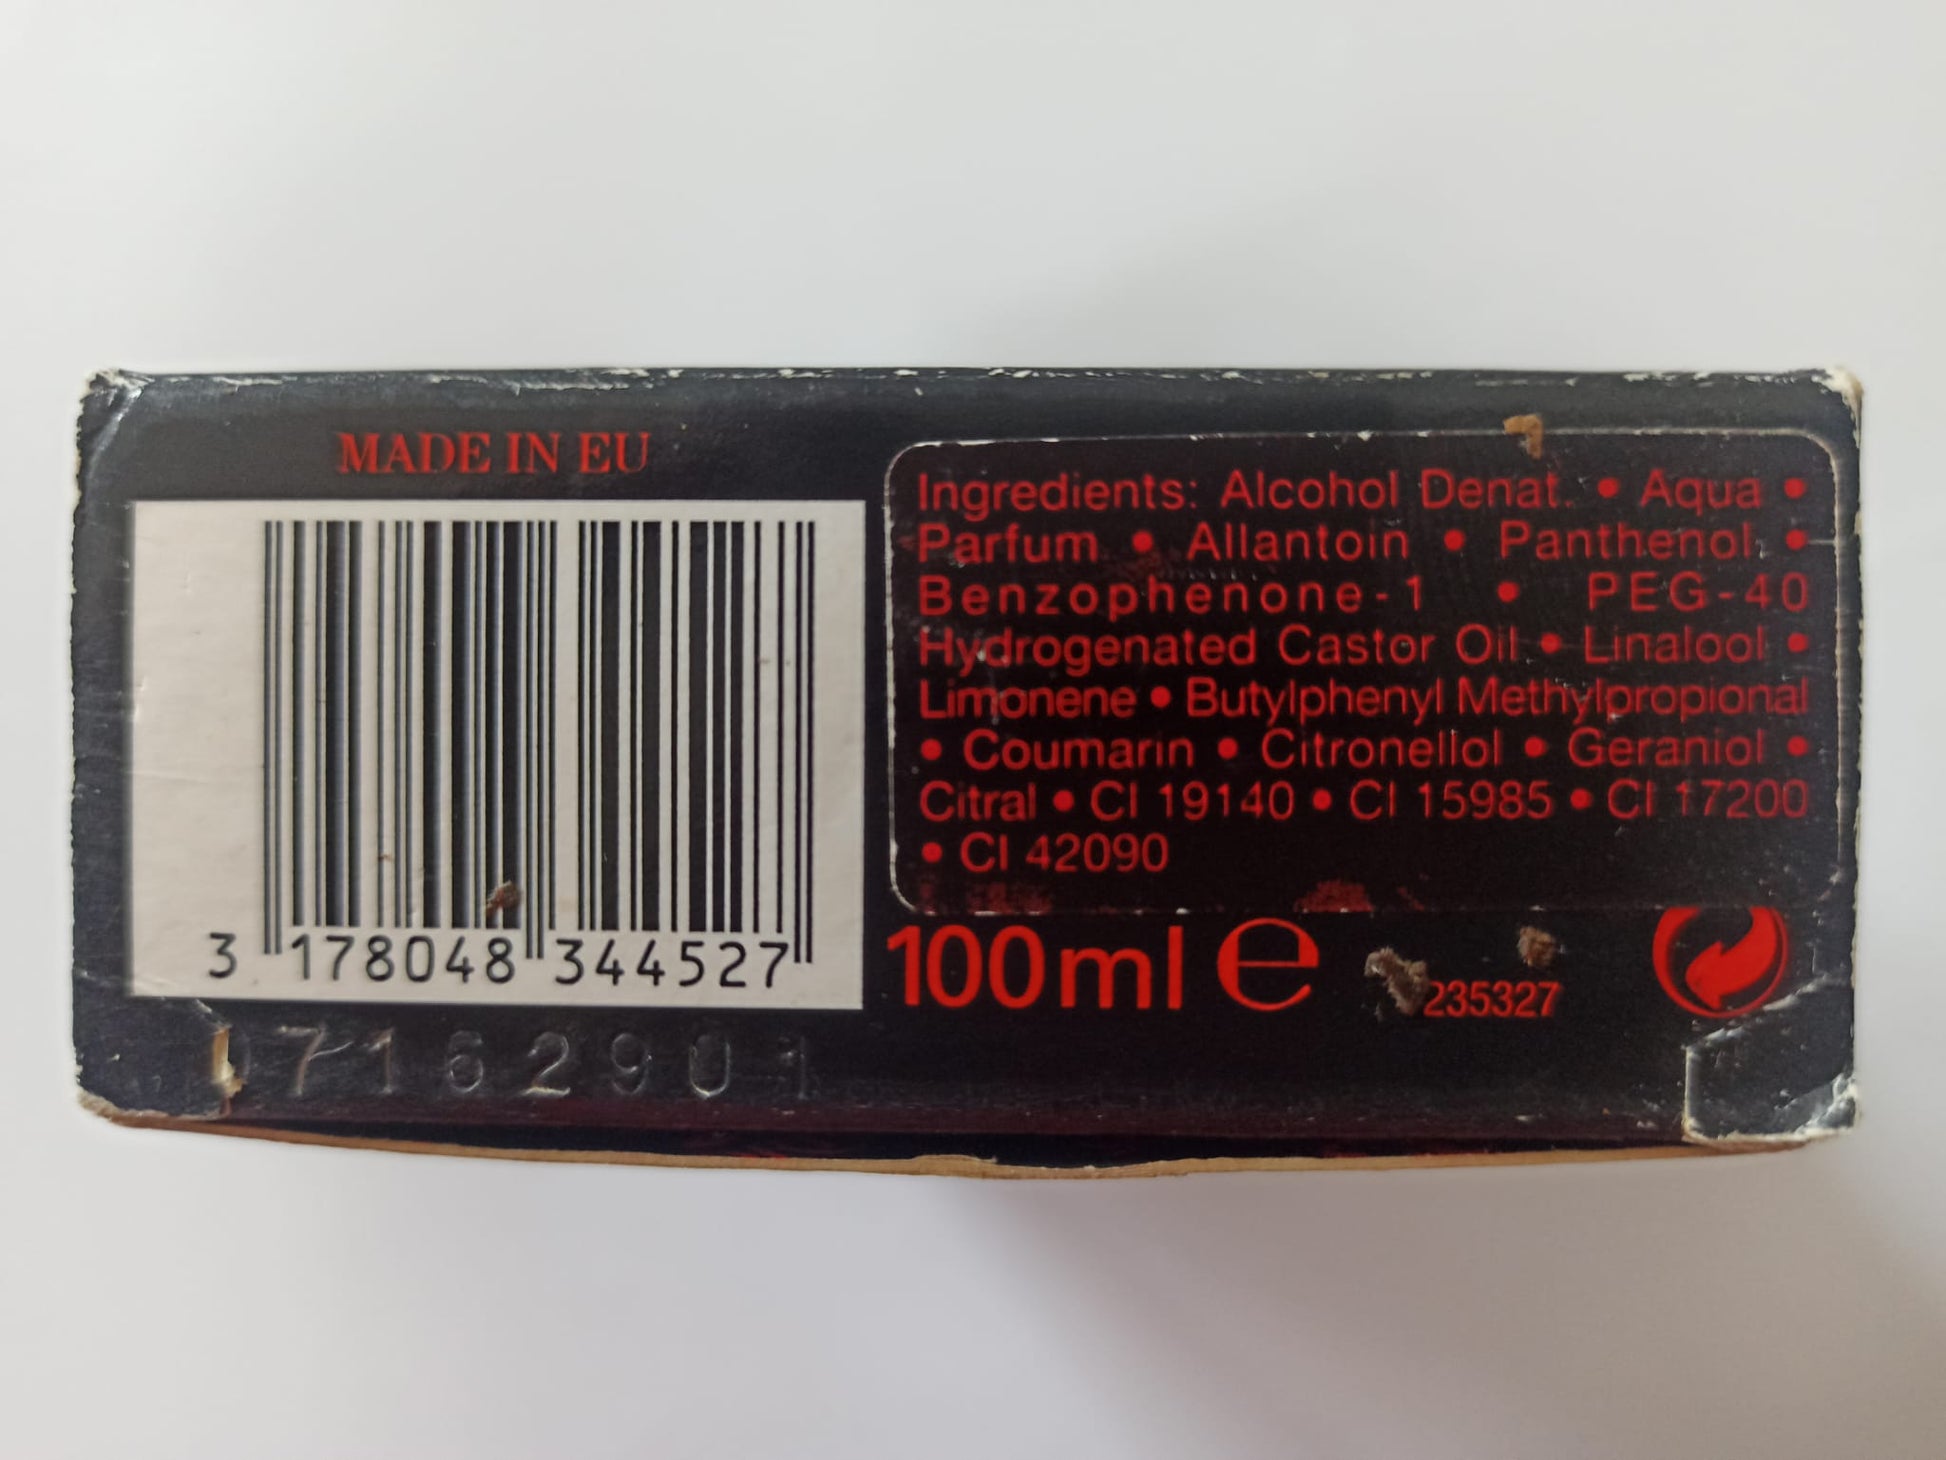 MADE IN EU
3 178048 344527
07162901
Ingredients: Alcohol Denat. • Aqua •
Parfum • Allantoin • Panthenol •
Benzophenone-1 • PEG-40
Hydrogenated Castor Oil • Linalool •
Limonene • Butylphenyl Methylpropional
• Coumarin • Citronellol • Geraniol •
Citral • CI 19140 • CI 15985 • CI 17200
• CI 42090
100ml e 235327